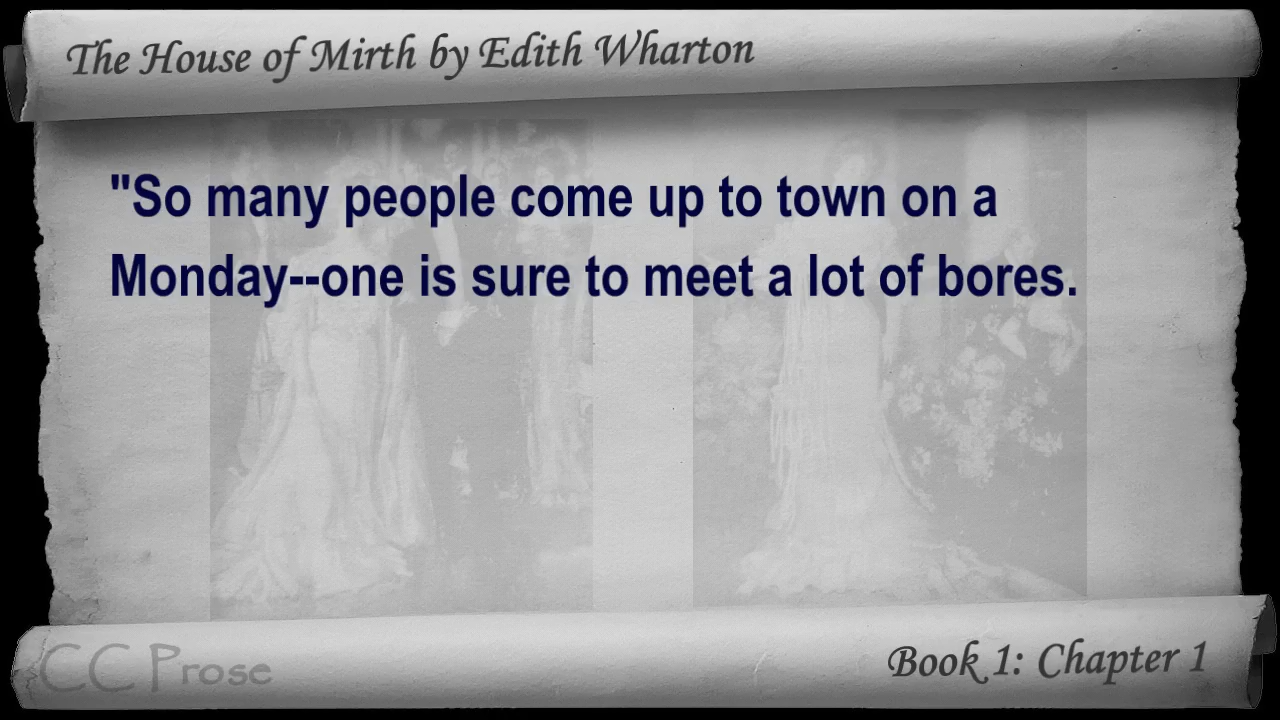 The House of Mirth by Edith Wharton
"So many people come up to town on a
Monday--one is sure to meet a lot of bores.
CC Prose
Book 1: Chapter 1